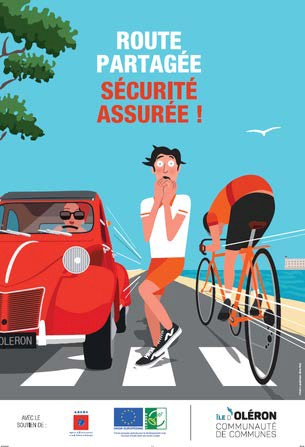 ROUTE
PARTAGÉE
SÉCURITÉ
ASSURÉE !
OLERON
AVEC LE
SOUTIEN DE :
ÎLE D'OLÉRON
COMMUNAUTÉ
DE COMMUNES